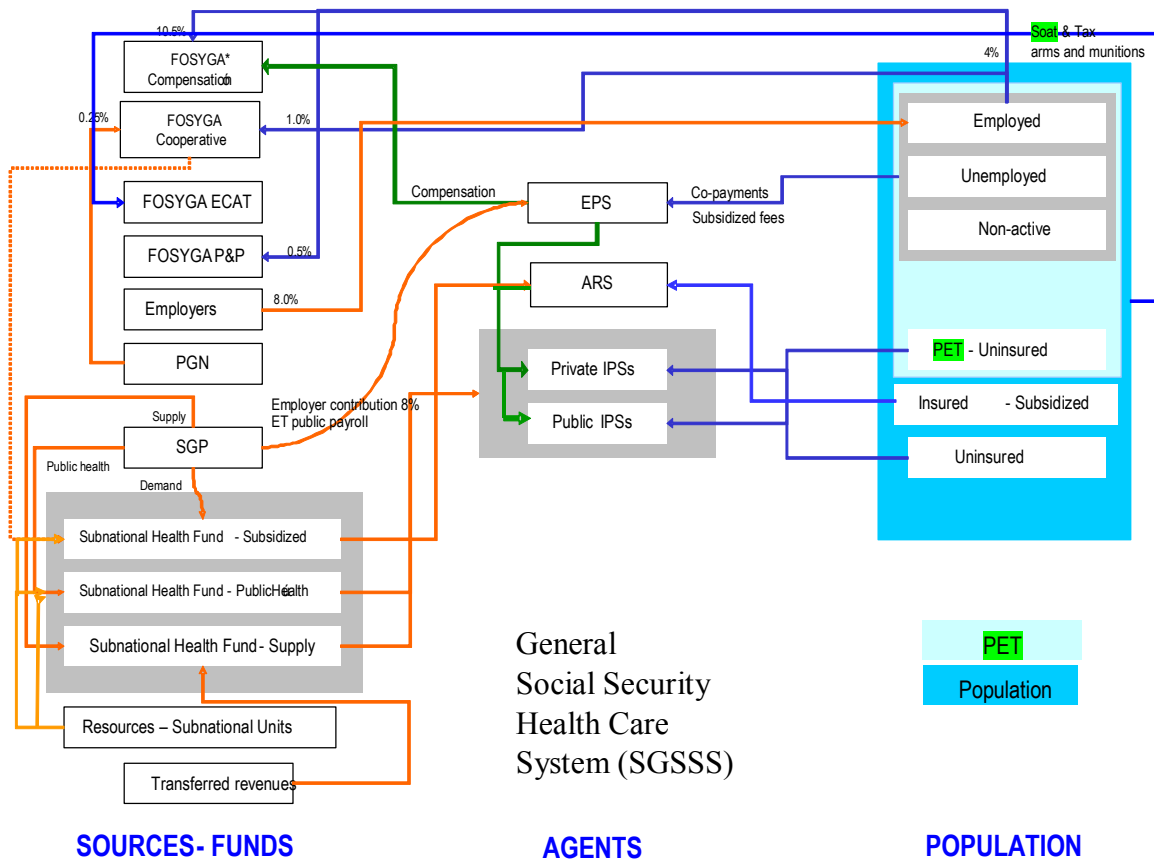 10.5%
Soat & Tax
arms and munitions
4%
FOSYGA*
Compensation
FOSYGA
Cooperative
0.25%
1.0%
Employed
Unemployed
Non-active
FOSYGA ECAT
Compensation
EPS
Co-payments
Subsidized fees
FOSYGA P&P
0.5%
ARS
Employers
8.0%
PGN
Private IPSs
Public IPSs
PET - Uninsured
Insured - Subsidized
Uninsured
Employer contribution 8%
ET public payroll
Supply
SGP
Public health
Demand
Subnational Health Fund - Subsidized
Subnational Health Fund - Public Health
Subnational Health Fund - Supply
Resources – Subnational Units
Transferred revenues
General
Social Security
Health Care
System (SGSSS)
PET
Population
SOURCES- FUNDS
AGENTS
POPULATION